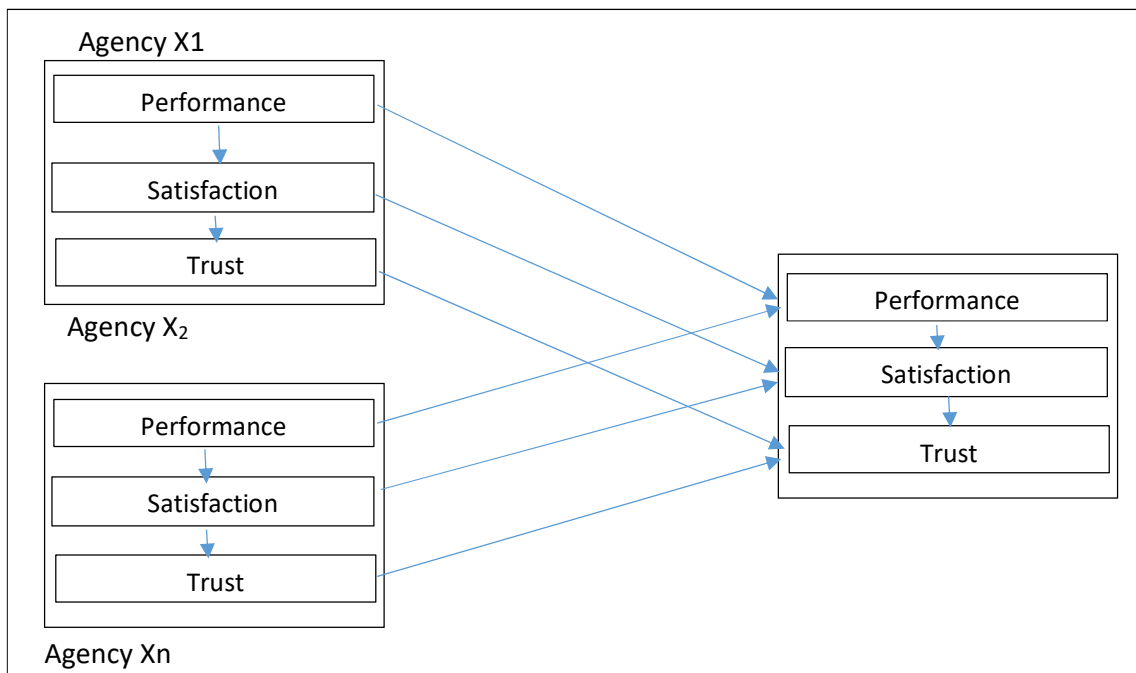 Agency X1
Performance
Satisfaction
Trust
Agency X₂
Performance
Satisfaction
Trust
Agency Xn
Performance
Satisfaction
Trust